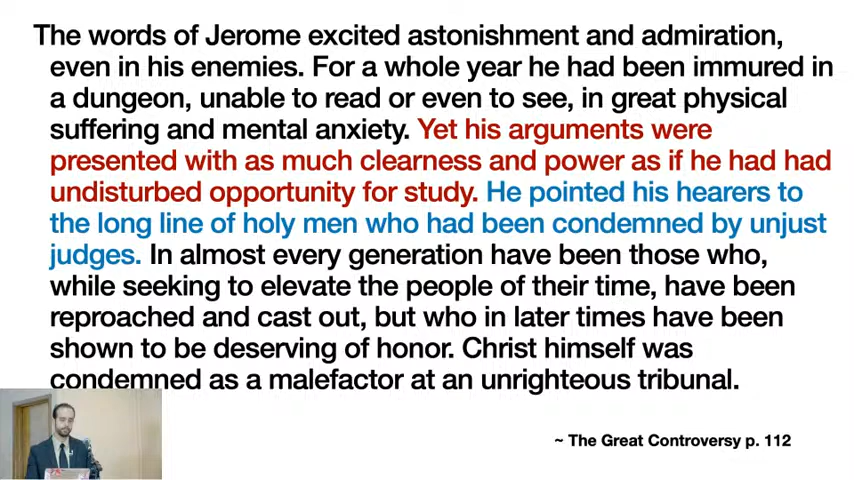 The words of Jerome excited astonishment and admiration,
even in his enemies. For a whole year he had been immured in
a dungeon, unable to read or even to see, in great physical
suffering and mental anxiety. Yet his arguments were
presented with as much clearness and power as if he had had
undisturbed opportunity for study. He pointed his hearers to
the long line of holy men who had been condemned by unjust
judges. In almost every generation have been those who,
while seeking to elevate the people of their time, have been
reproached and cast out, but who in later times have been
shown to be deserving of honor. Christ himself was
condemned as a malefactor at an unrighteous tribunal.
~ The Great Controversy p. 112